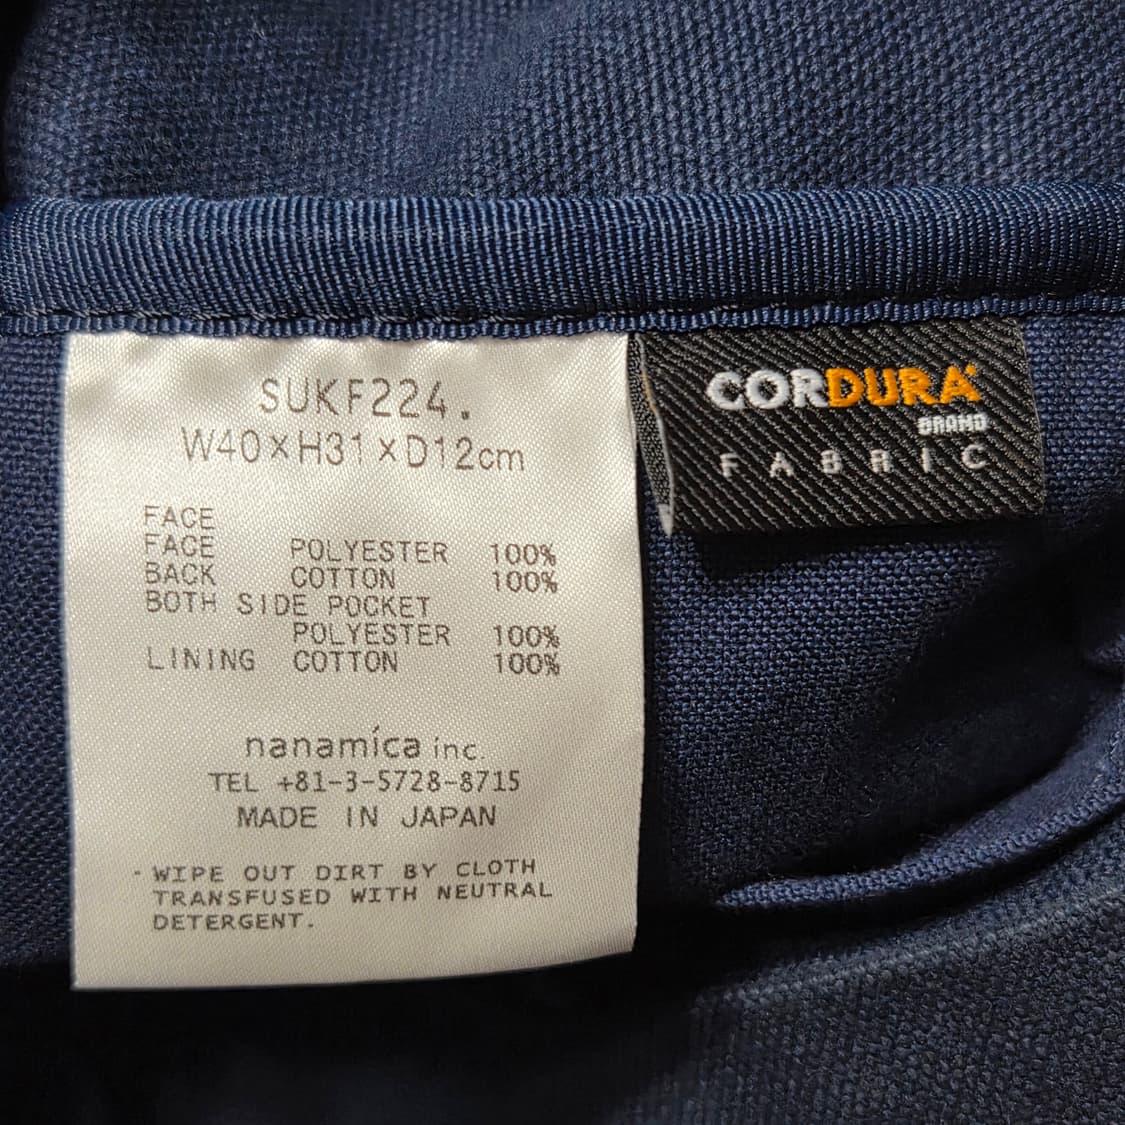 SUKF224.
W40×H31×D12cm
FACE
FACE POLYESTER 100%
BACK COTTON 100%
BOTH SIDE POCKET
POLYESTER 100%
LINING COTTON 100%
nanamica inc.
TEL +81-3-5728-8715
MADE IN JAPAN
· WIPE OUT DIRT BY CLOTH
TRANSFUSED WITH NEUTRAL
DETERGENT.
CORDURA
BRAND
FABRIC